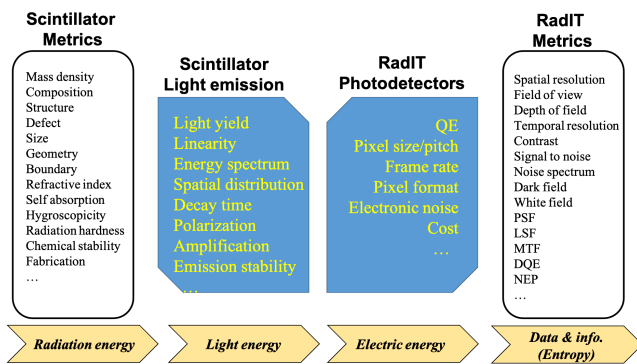 Scintillator
Metrics
Mass density
Composition
Structure
Defect
Size
Geometry
Boundary
Refractive index
Self absorption
Hygroscopicity
Radiation hardness
Chemical stability
Fabrication
…
Scintillator
Light emission
Light yield
Linearity
Energy spectrum
Spatial distribution
Decay time
Polarization
Amplification
Emission stability
…
RadIT
Photodetectors
QE
Pixel size/pitch
Frame rate
Pixel format
Electronic noise
Cost
…
RadIT
Metrics
Spatial resolution
Field of view
Depth of field
Temporal resolution
Contrast
Signal to noise
Noise spectrum
Dark field
White field
PSF
LSF
MTF
DQE
NEP
…
Radiation energy
Light energy
Electric energy
Data & info.
(Entropy)